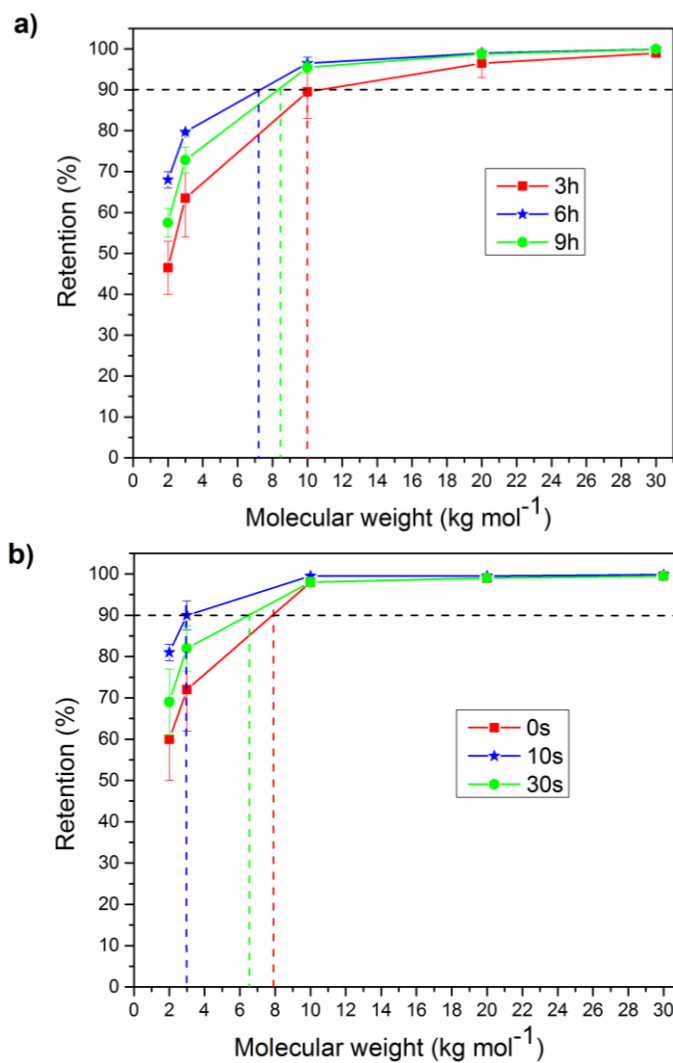 a)
100
90
80
70
60
50
40
30
20
10
0
Retention (%)
3h
6h
9h
0 2 4 6 8 10 12 14 16 18 20 22 24 26 28 30
Molecular weight (kg mol⁻¹)
b)
100
90
80
70
60
50
40
30
20
10
0
Retention (%)
0s
10s
30s
0 2 4 6 8 10 12 14 16 18 20 22 24 26 28 30
Molecular weight (kg mol⁻¹)